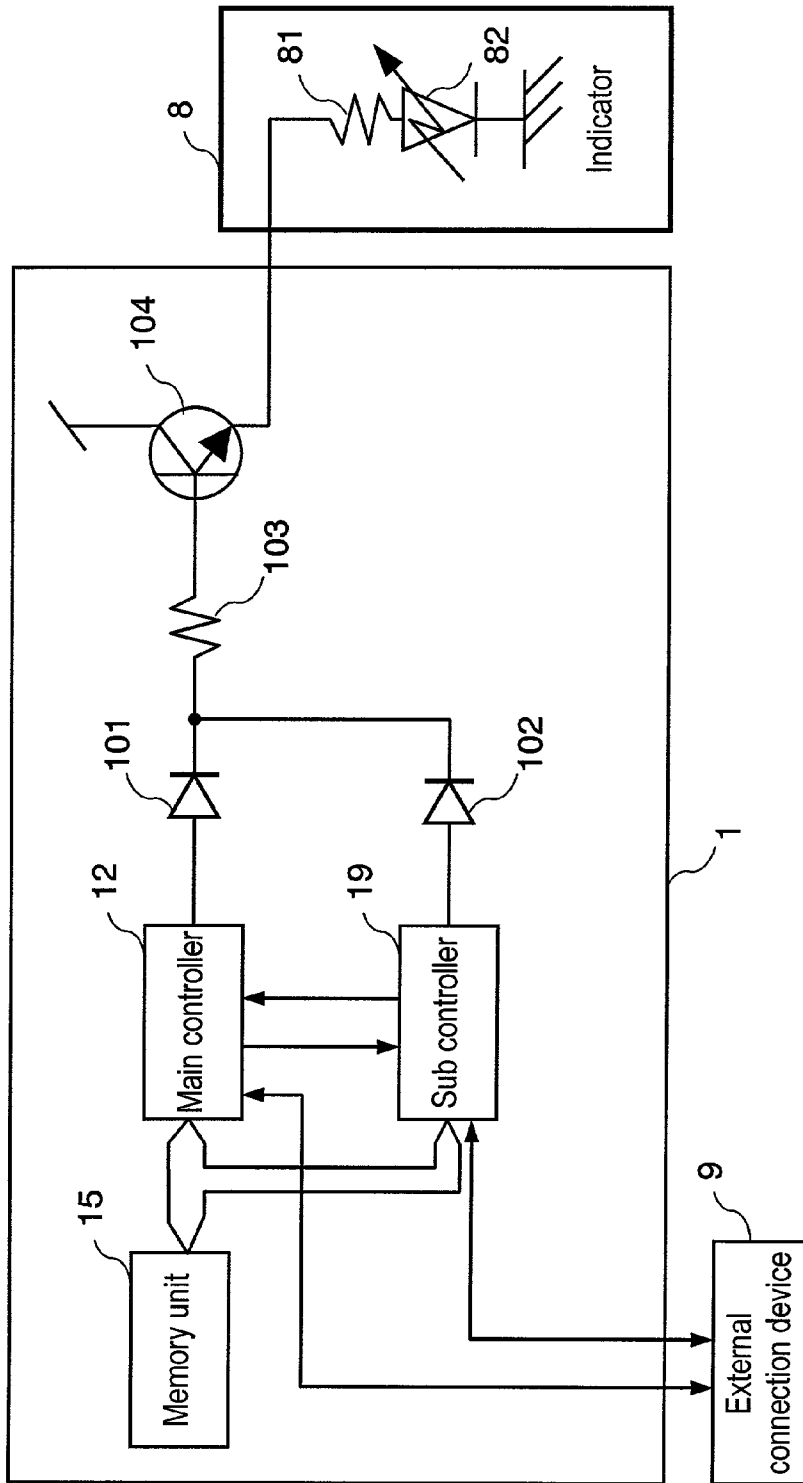 8
81
82
Indicator
104
103
101
102
12
Main controller
19
Sub controller
15
Memory unit
1
9
External
connection device